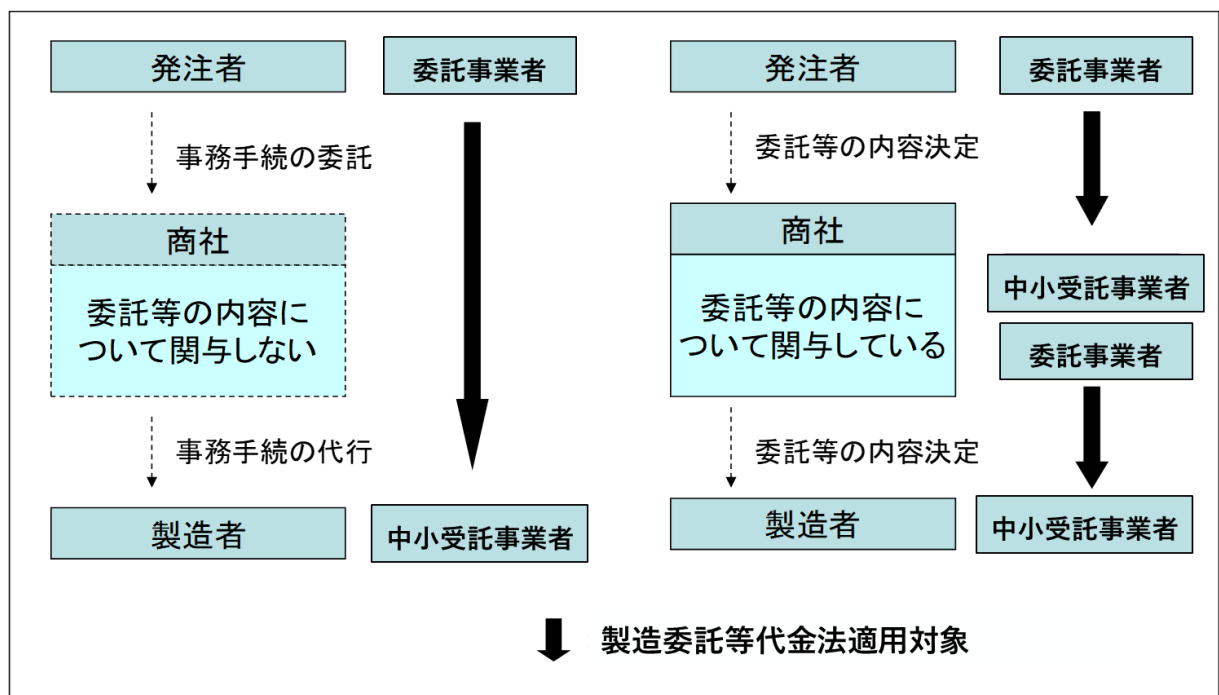 発注者
委託事業者
事務手続の委託
商社
委託等の内容に
ついて関与しない
事務手続の代行
製造者
中小受託事業者
発注者
委託事業者
委託等の内容決定
商社
委託等の内容に
ついて関与している
中小受託事業者
委託事業者
委託等の内容決定
製造者
中小受託事業者
製造委託等代金法適用対象